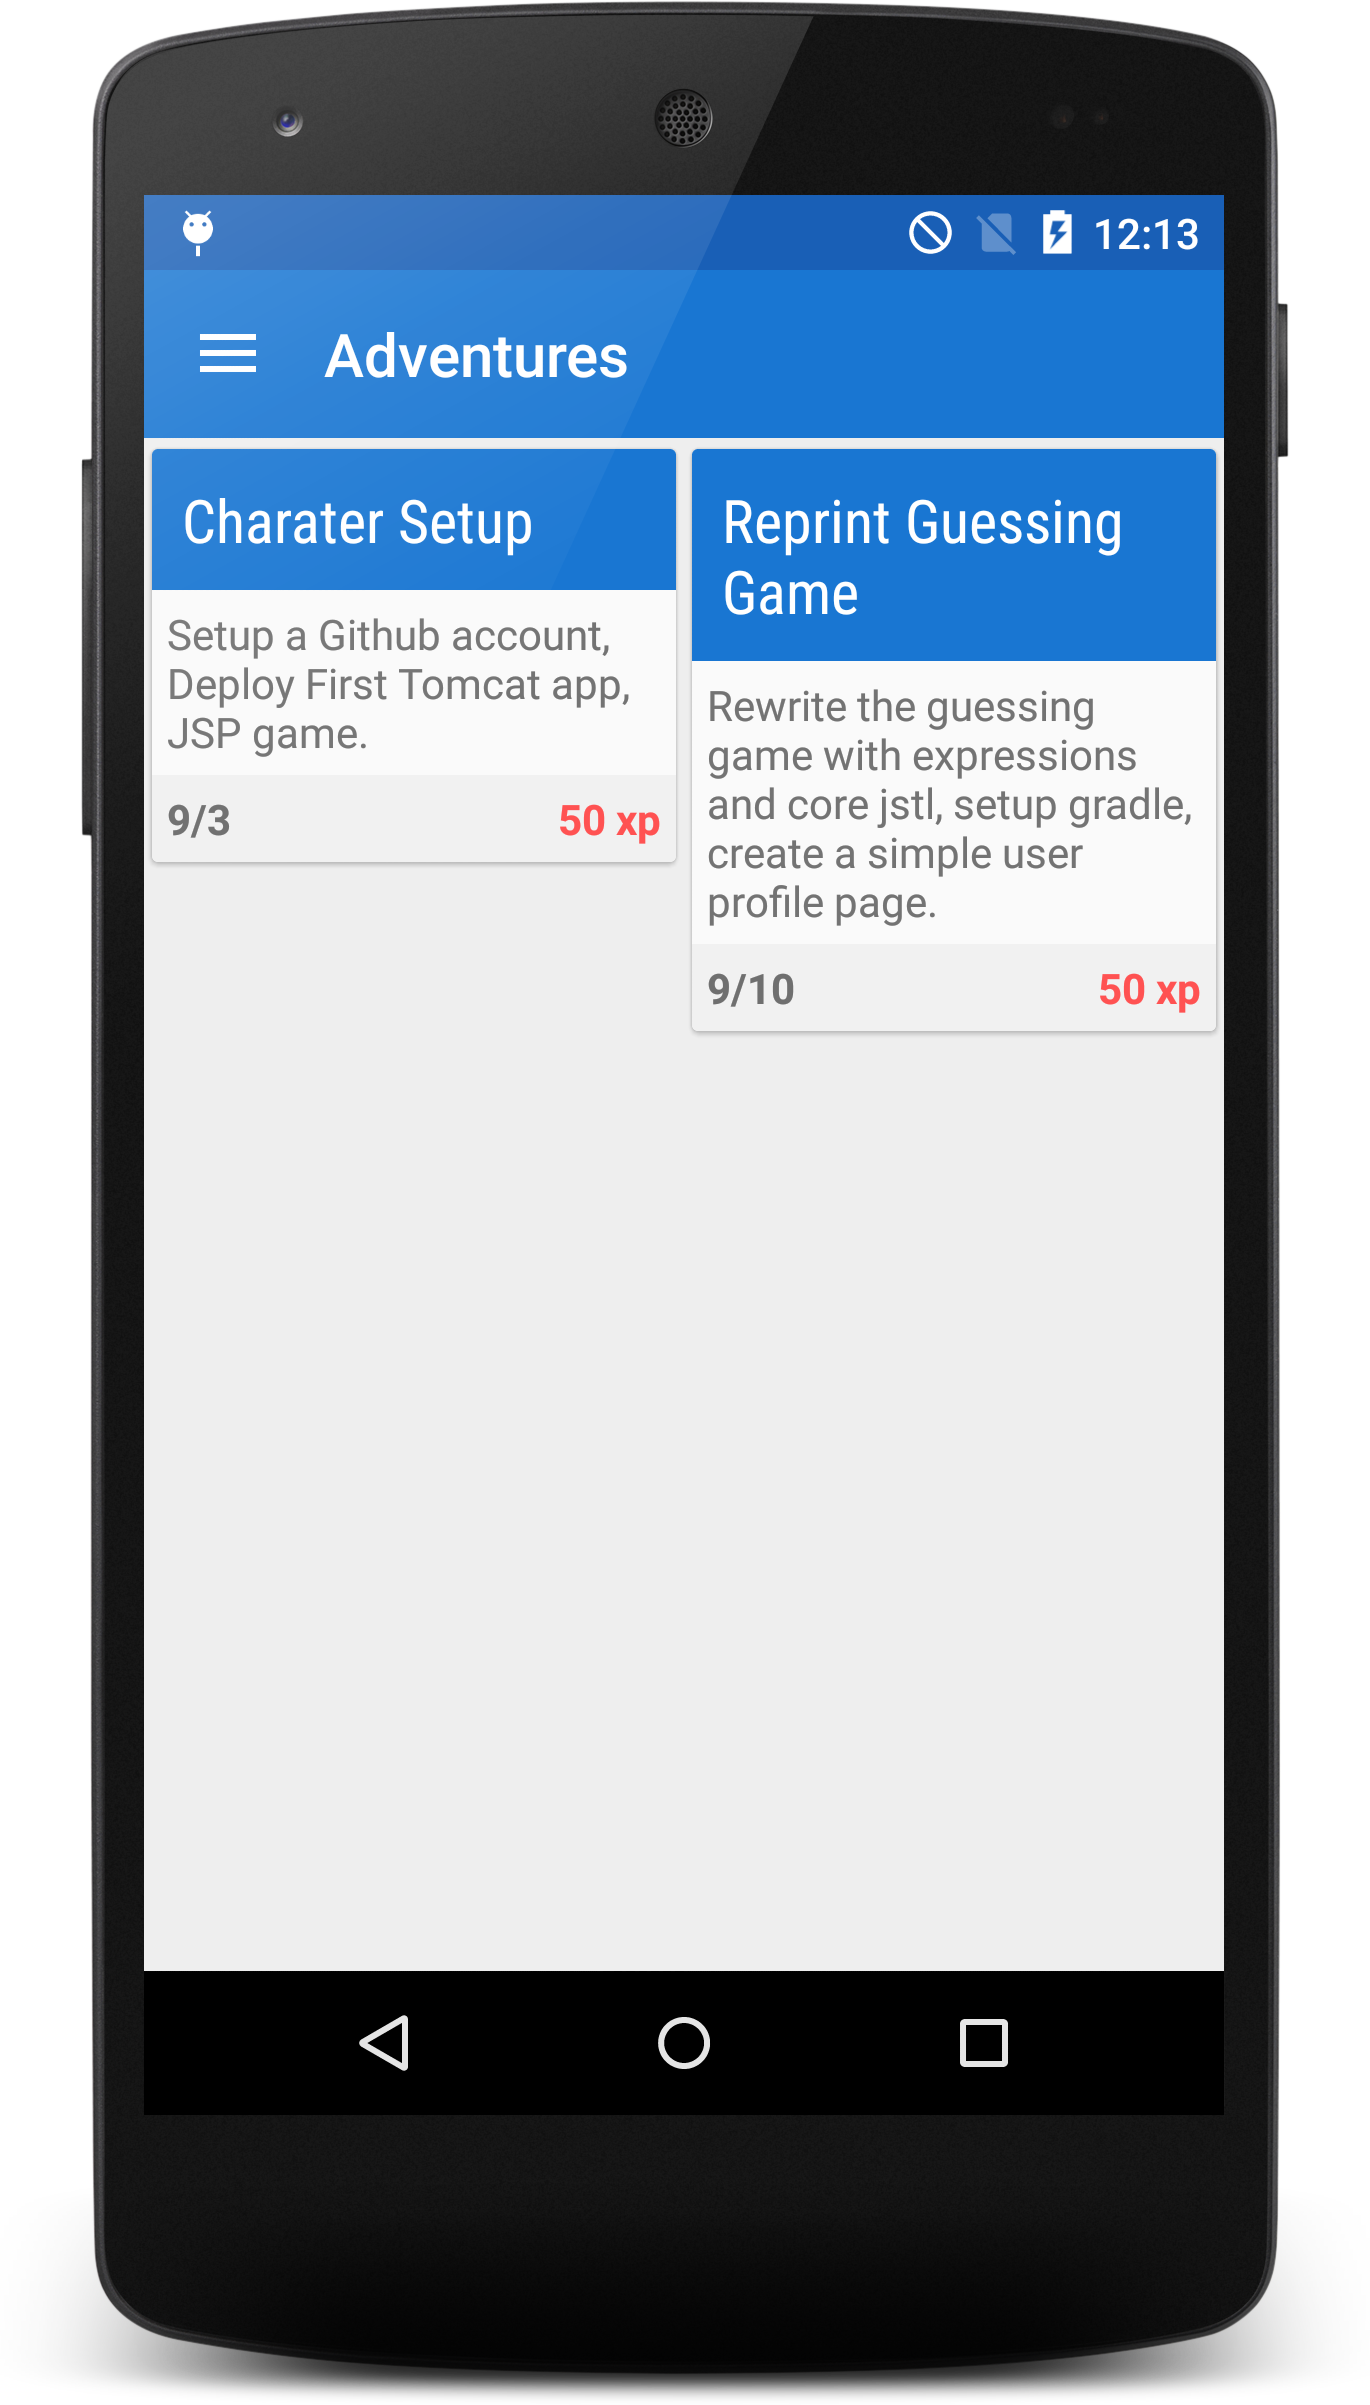 12:13
Adventures
Charater Setup
Setup a Github account,
Deploy First Tomcat app,
JSP game.
9/3 50 xp
Reprint Guessing
Game
Rewrite the guessing
game with expressions
and core jstl, setup gradle,
create a simple user
profile page.
9/10 50 xp